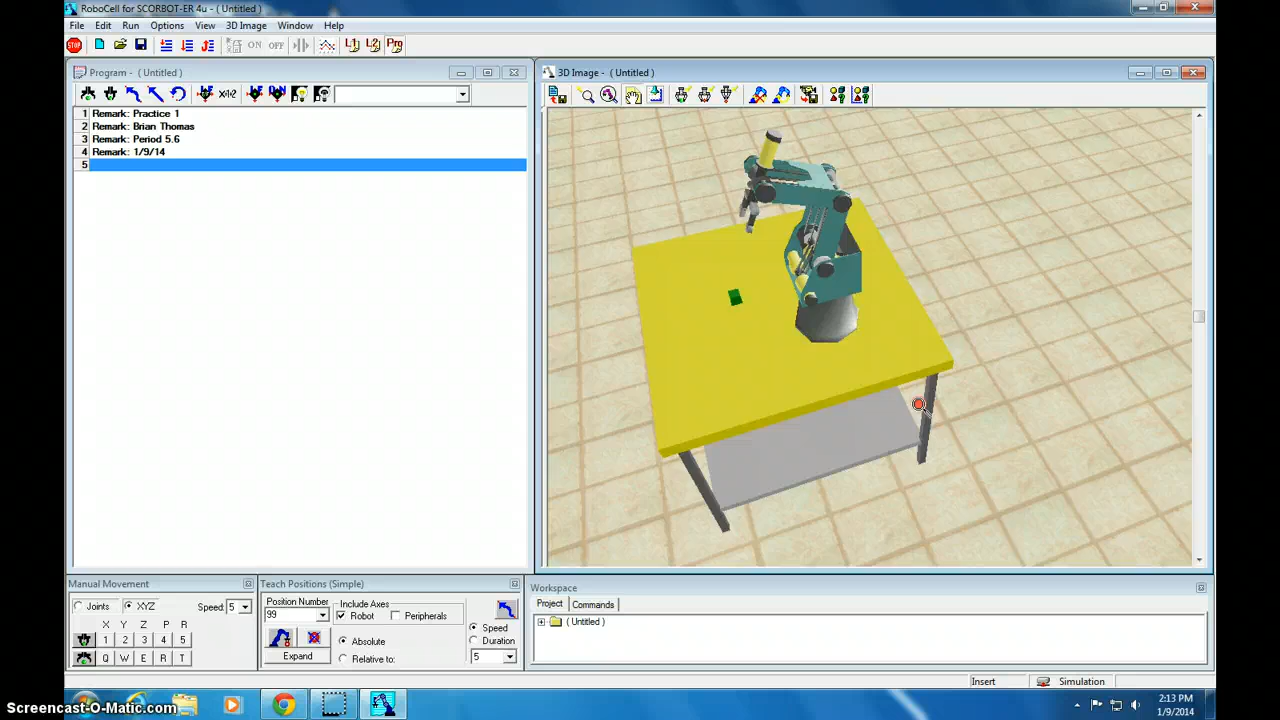 RoboCell for SCORBOT-ER 4u - ( Untitled )
File Edit Run Options View 3D Image Window Help
STOP ON OFF L1 L2 Prg
Program - ( Untitled )
3D Image - ( Untitled )
1 Remark: Practice 1
2 Remark: Brian Thomas
3 Remark: Period 5.6
4 Remark: 1/9/14
5
Manual Movement
Joints XYZ Speed: 5
X Y Z P R
1 2 3 4 5
Q W E R T
Teach Positions (Simple)
Position Number
99
Include Axes
Robot Peripherals
Absolute
Expand
Relative to:
Speed
Duration
5
Workspace
Project Commands
( Untitled )
Insert Simulation
2:13 PM
1/9/2014
Screencast-O-Matic.com